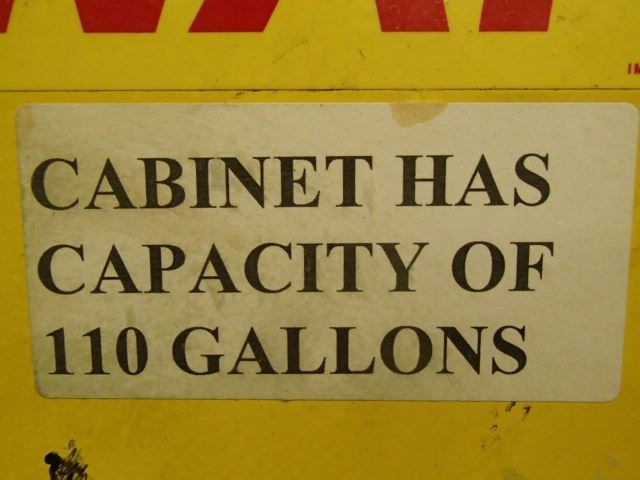 CABINET HAS
CAPACITY OF
110 GALLONS